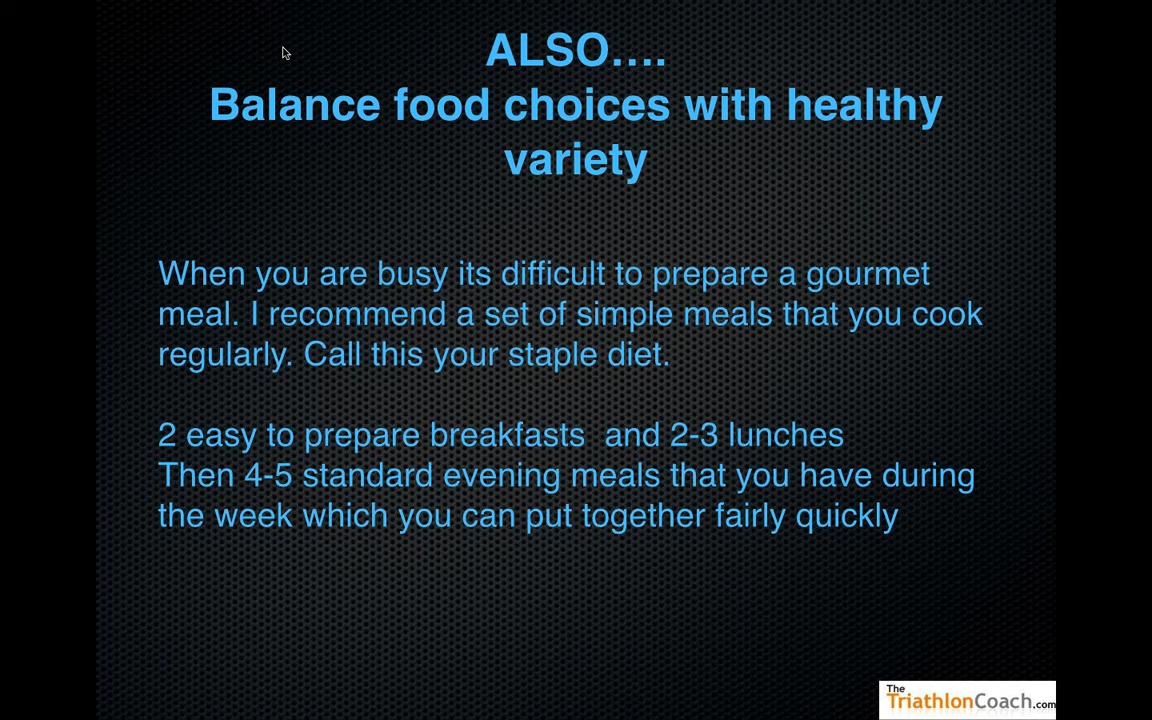 ALSO....
Balance food choices with healthy
variety
When you are busy its difficult to prepare a gourmet
meal. I recommend a set of simple meals that you cook
regularly. Call this your staple diet.
2 easy to prepare breakfasts  and 2-3 lunches
Then 4-5 standard evening meals that you have during
the week which you can put together fairly quickly
The
TriathlonCoach.com